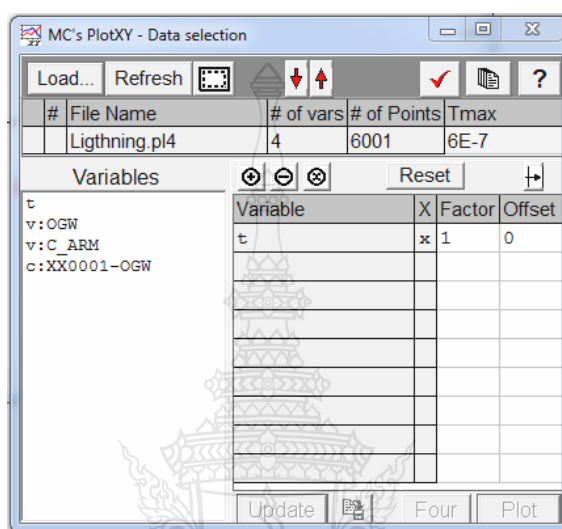 MC's PlotXY - Data selection
Load... Refresh ?
# File Name # of vars # of Points Tmax
Ligthning.pl4 4 6001 6E-7
Variables Reset
t
v:OGW
v:C_ARM
c:XX0001-OGW
Variable X Factor Offset
t x 1 0
Update Four Plot